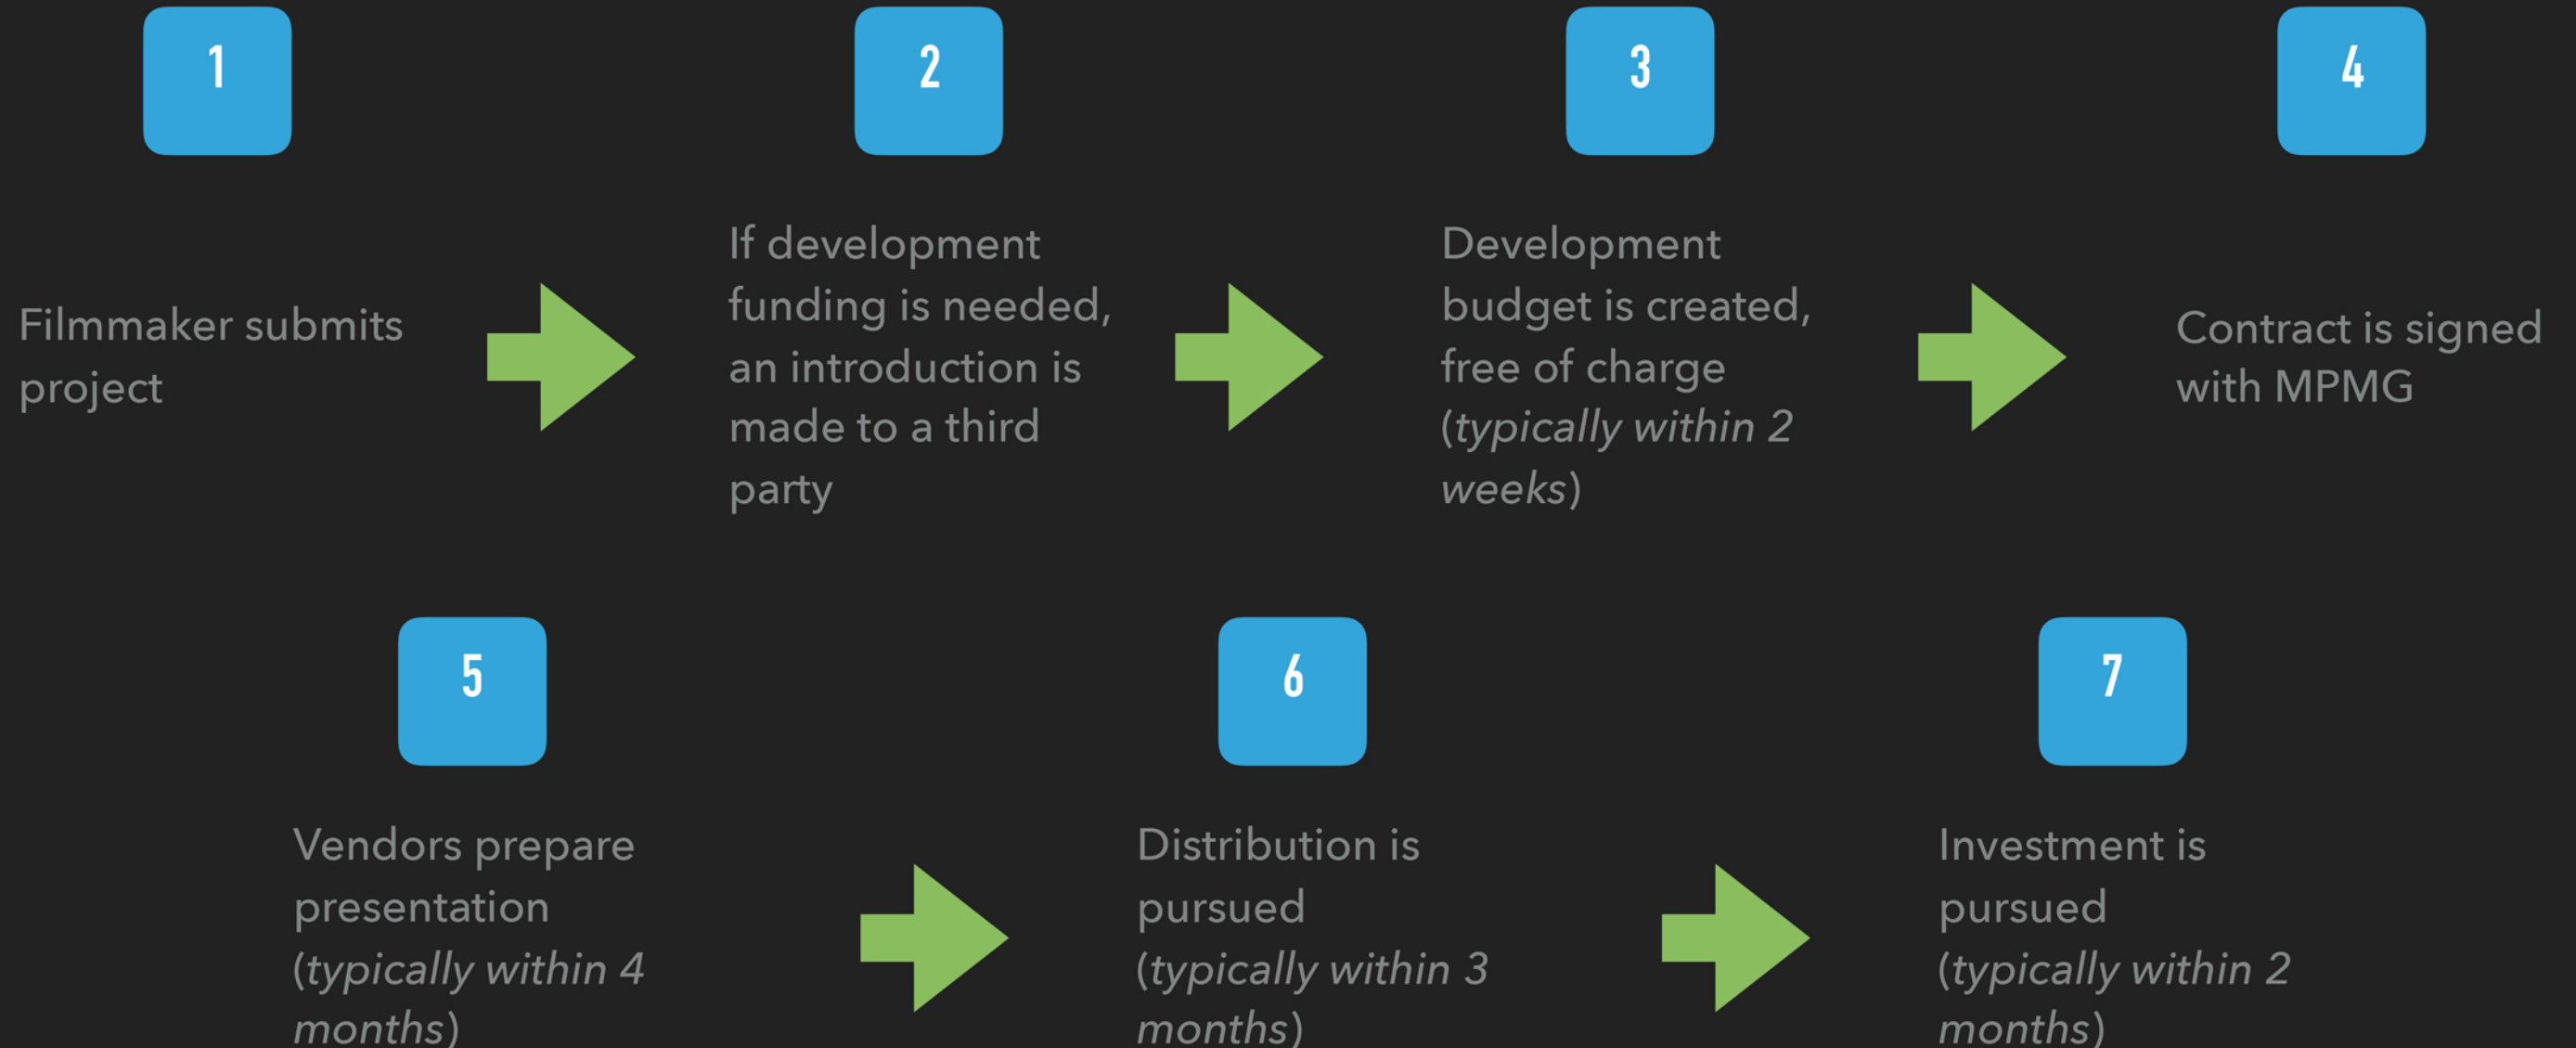 1
Filmmaker submits
project
2
If development
funding is needed,
an introduction is
made to a third
party
3
Development
budget is created,
free of charge
(typically within 2
weeks)
4
Contract is signed
with MPMG
5
Vendors prepare
presentation
(typically within 4
months)
6
Distribution is
pursued
(typically within 3
months)
7
Investment is
pursued
(typically within 2
months)